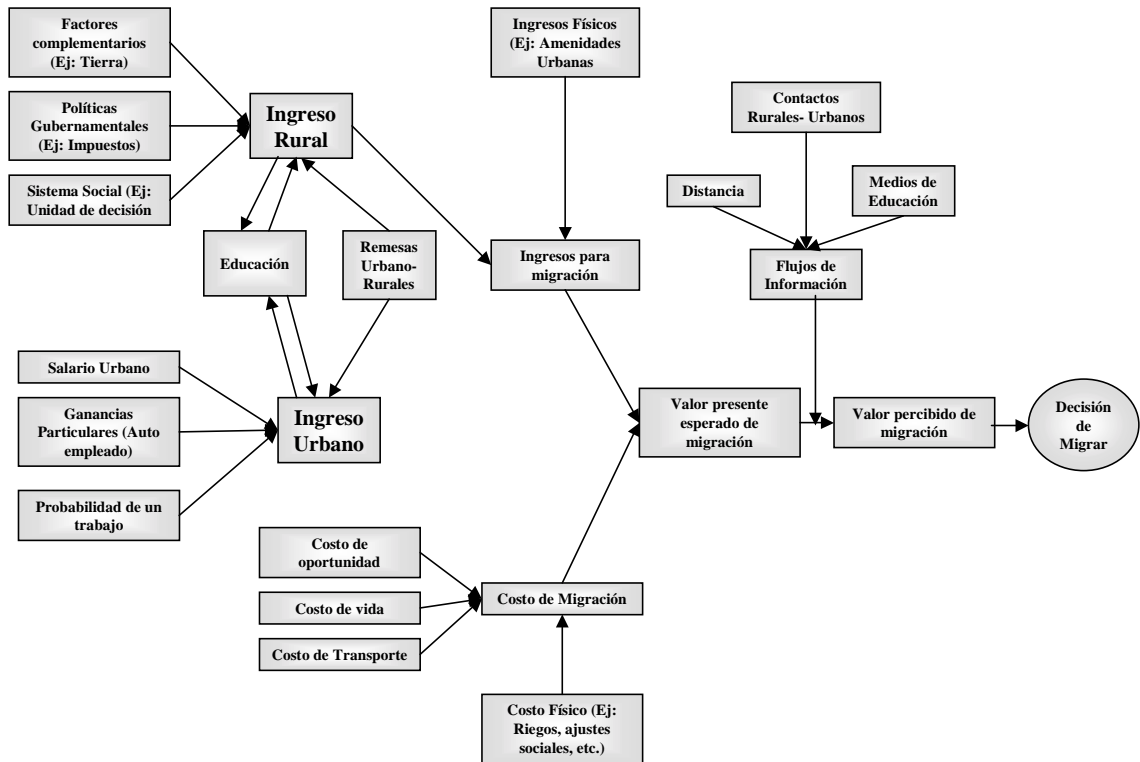 Factores
complementarios
(Ej: Tierra)
Políticas
Gubernamentales
(Ej: Impuestos)
Sistema Social (Ej:
Unidad de decisión
Ingreso
Rural
Educación
Remesas
Urbano-
Rurales
Salario Urbano
Ganancias
Particulares (Auto
empleado)
Probabilidad de un
trabajo
Ingreso
Urbano
Ingresos Físicos
(Ej: Amenidades
Urbanas
Ingresos para
migración
Contactos
Rurales- Urbanos
Distancia
Medios de
Educación
Flujos de
Información
Costo de
oportunidad
Costo de vida
Costo de Transporte
Costo de Migración
Costo Físico (Ej:
Riegos, ajustes
sociales, etc.)
Valor presente
esperado de
migración
Valor percibido de
migración
Decisión
de
Migrar